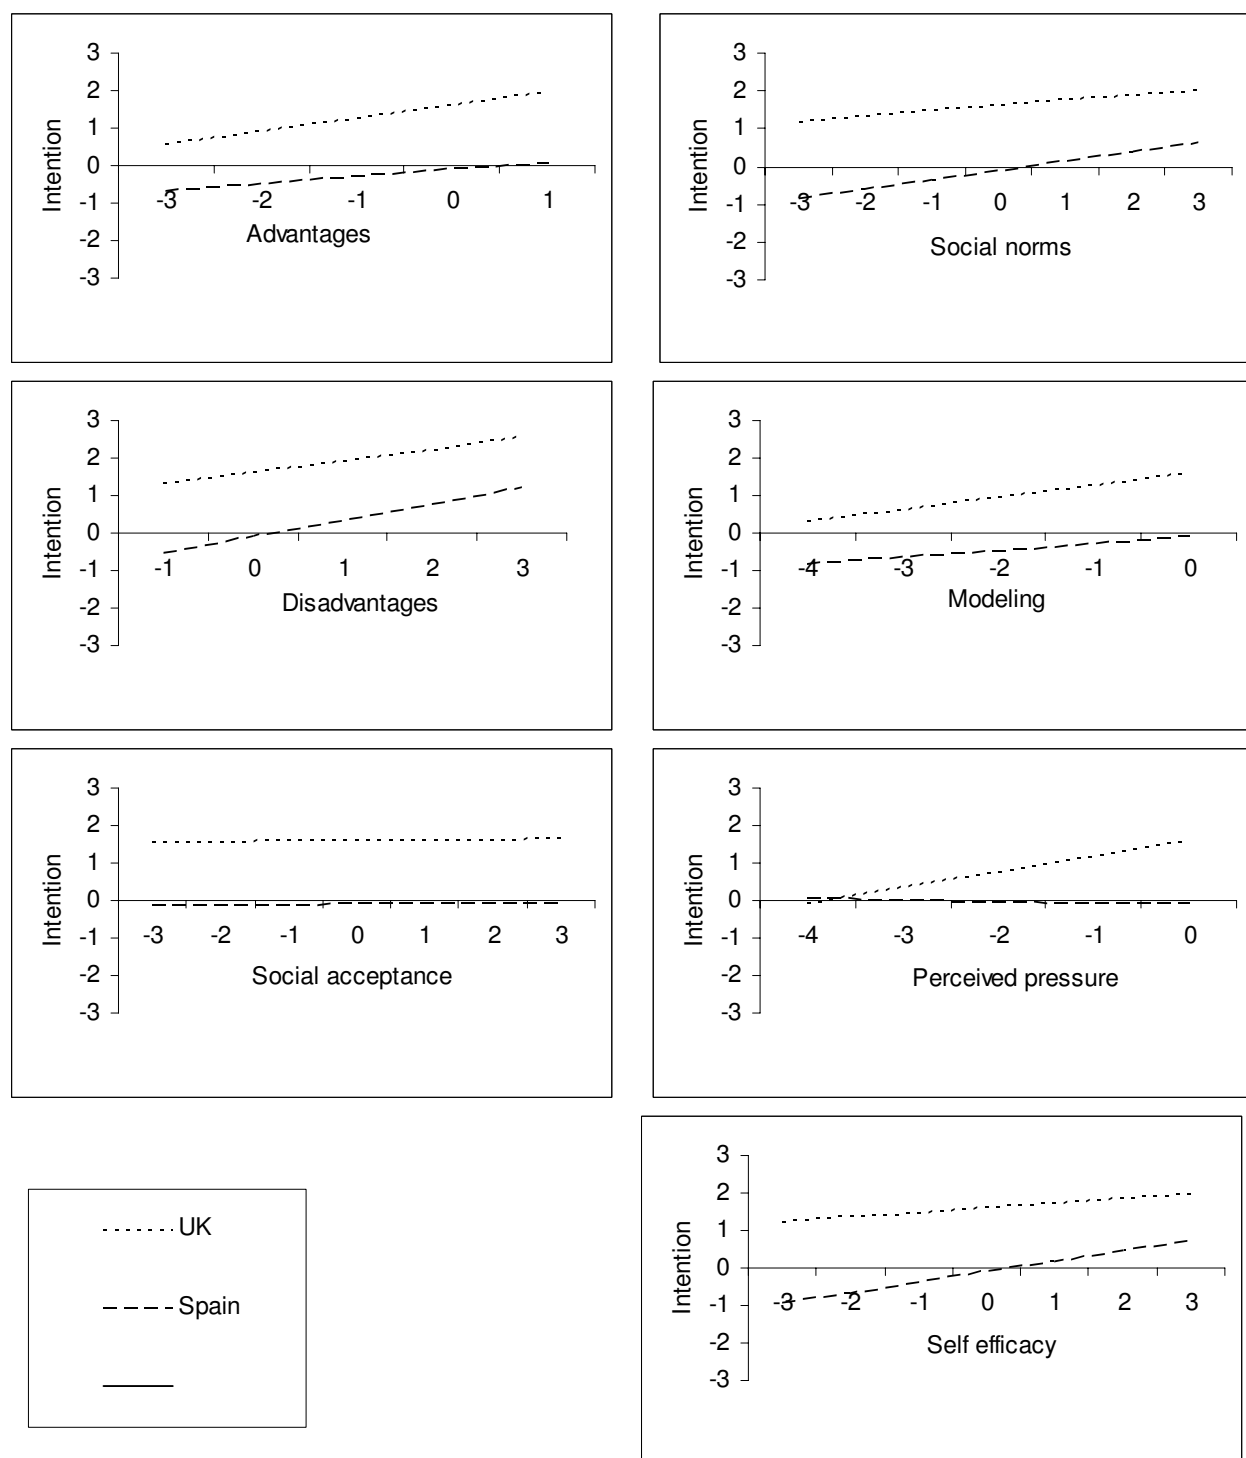 3
2
1
0
-1
-2
-3
Intention
-3 -2 -1 0 1
Advantages
3
2
1
0
-1
-2
-3
Intention
-3 -2 -1 0 1 2 3
Social norms
3
2
1
0
-1
-2
-3
Intention
-1 0 1 2 3
Disadvantages
3
2
1
0
-1
-2
-3
Intention
-4 -3 -2 -1 0
Modeling
3
2
1
0
-1
-2
-3
Intention
-3 -2 -1 0 1 2 3
Social acceptance
3
2
1
0
-1
-2
-3
Intention
-4 -3 -2 -1 0
Perceived pressure
UK
Spain
3
2
1
0
-1
-2
-3
Intention
-3 -2 -1 0 1 2 3
Self efficacy